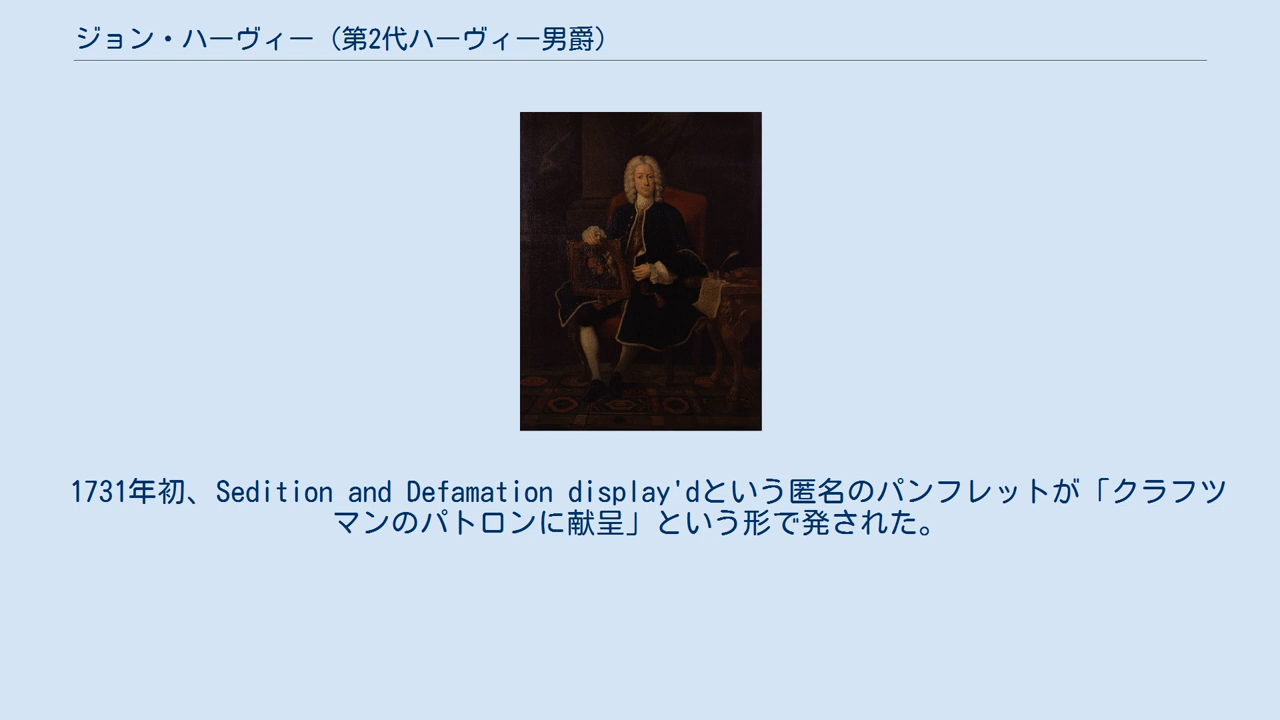 ジョン・ハーヴィー（第2代ハーヴィー男爵）
1731年初、Sedition and Defamation display'dという匿名のパンフレットが「クラフツ
マンのパトロンに献呈」という形で発された。